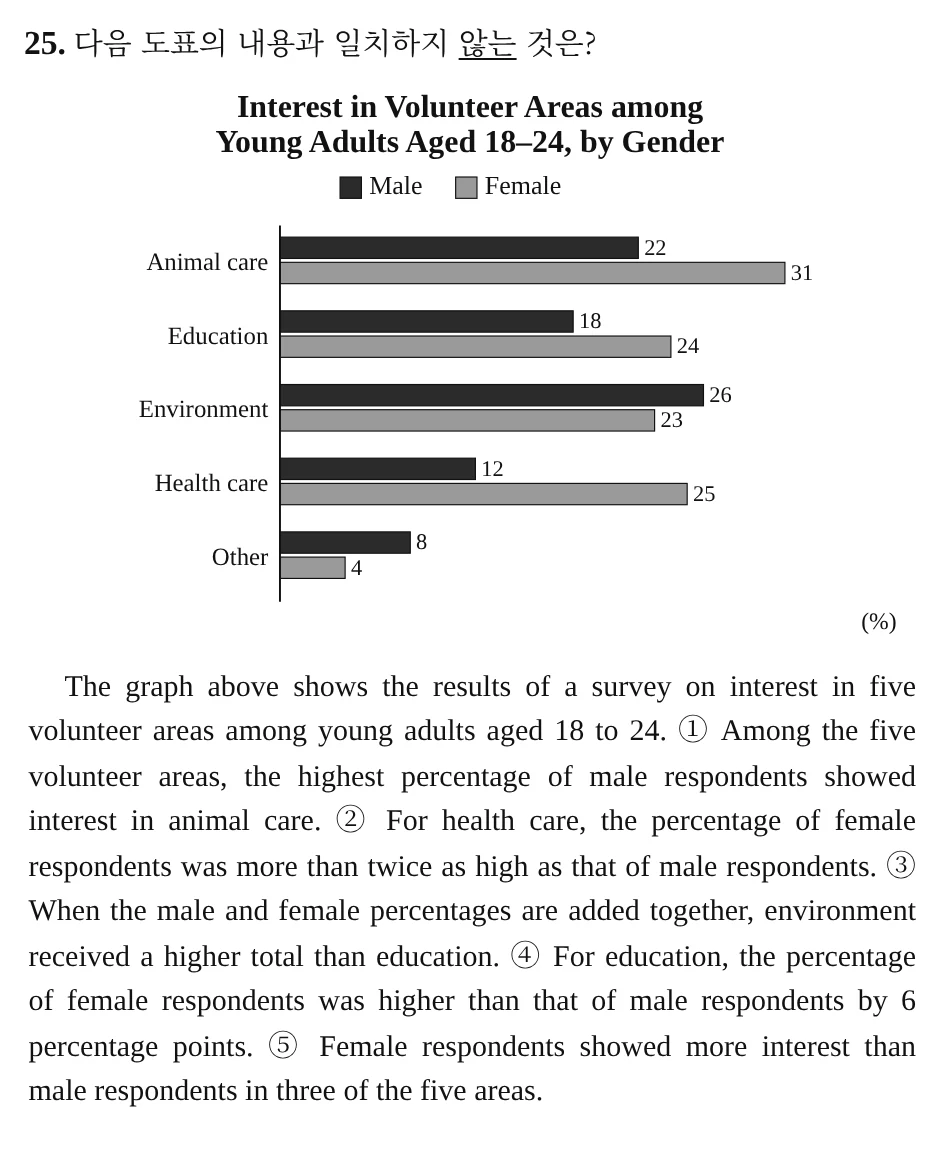 25. 다음 도표의 내용과 일치하지 않는 것은?
Interest in Volunteer Areas among
Young Adults Aged 18–24, by Gender
Male Female
Animal care 22 31
Education 18 24
Environment 26 23
Health care 12 25
Other 8 4
(%)
The graph above shows the results of a survey on interest in five
volunteer areas among young adults aged 18 to 24. ① Among the five
volunteer areas, the highest percentage of male respondents showed
interest in animal care. ② For health care, the percentage of female
respondents was more than twice as high as that of male respondents. ③
When the male and female percentages are added together, environment
received a higher total than education. ④ For education, the percentage
of female respondents was higher than that of male respondents by 6
percentage points. ⑤ Female respondents showed more interest than
male respondents in three of the five areas.